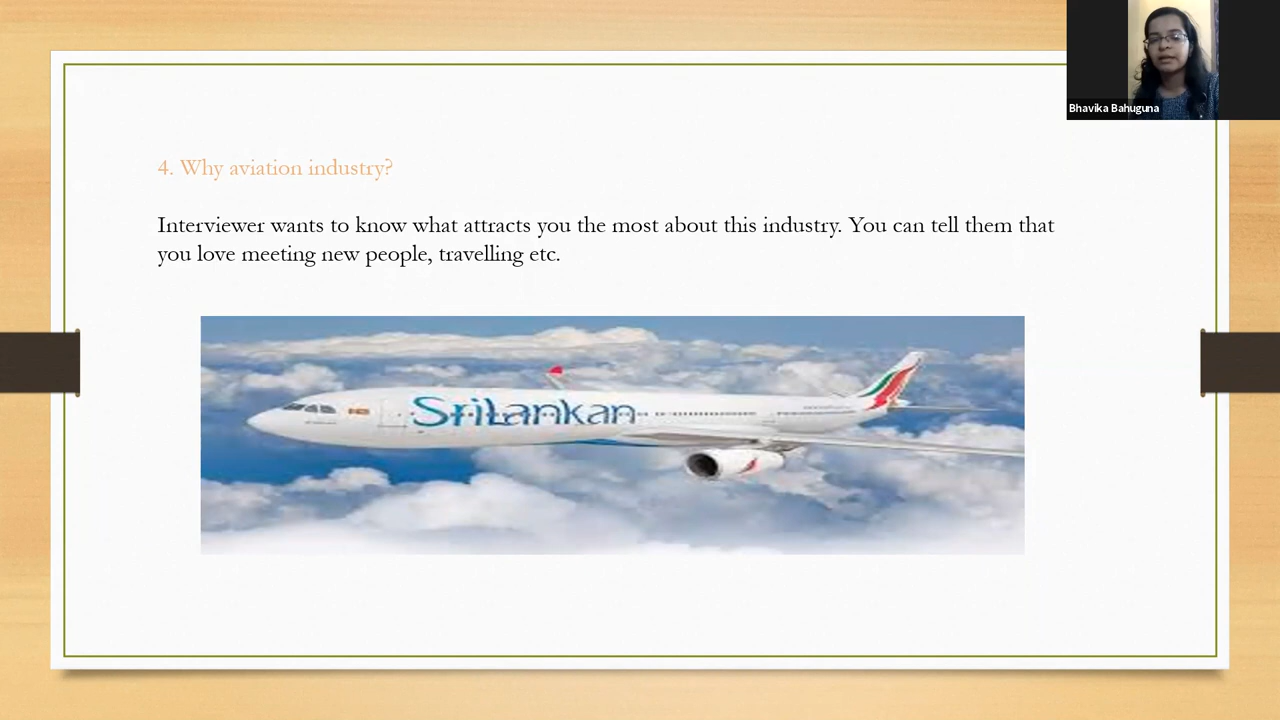 Bhavika Bahuguna
4. Why aviation industry?
Interviewer wants to know what attracts you the most about this industry. You can tell them that
you love meeting new people, travelling etc.
SriLankan